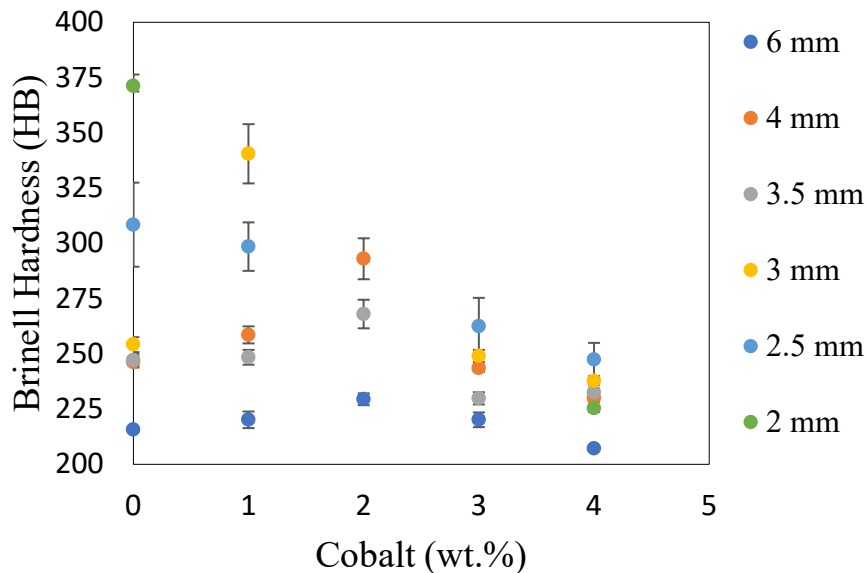 400
375
350
325
300
275
250
225
200
Brinell Hardness (HB)
0 1 2 3 4 5
Cobalt (wt.%)
6 mm
4 mm
3.5 mm
3 mm
2.5 mm
2 mm